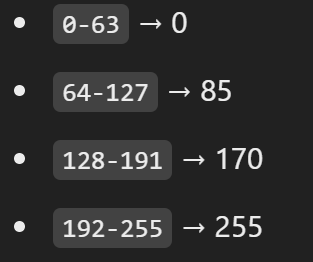 0-63 → 0
64-127 → 85
128-191 → 170
192-255 → 255